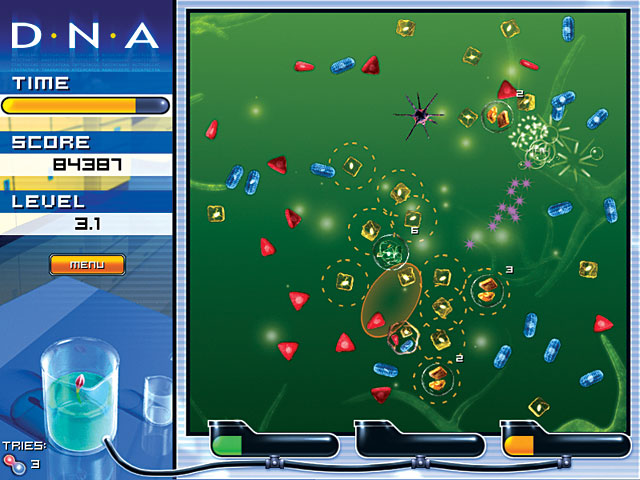 D·N·A
TIME
SCORE
84387
LEVEL
3.1
MENU
TRIES:
3
2
6
3
2